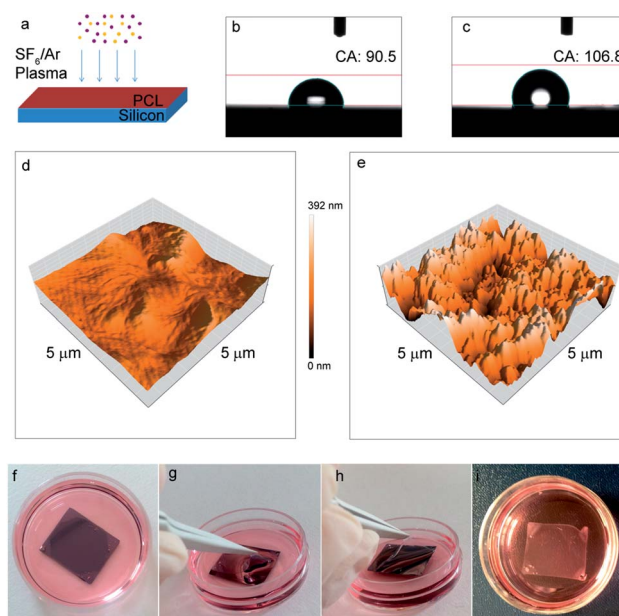 a
SF6/Ar
Plasma
PCL
Silicon
b
CA: 90.5
c
CA: 106.8
d
5 µm
5 µm
392 nm
0 nm
e
5 µm
5 µm
f
g
h
i